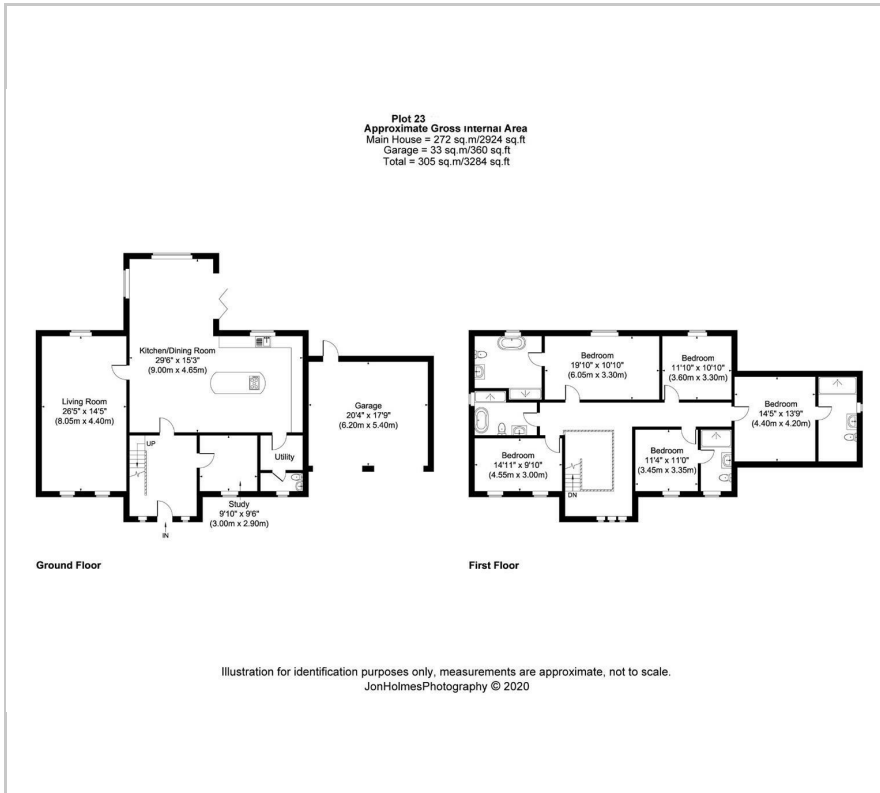 Plot 23
Approximate Gross Internal Area
Main House = 272 sq.m/2924 sq.ft
Garage = 33 sq.m/360 sq.ft
Total = 305 sq.m/3284 sq.ft
Kitchen/Dining Room
29'6" x 15'3"
(9.00m x 4.65m)
Living Room
26'5" x 14'5"
(8.05m x 4.40m)
Garage
20'4" x 17'9"
(6.20m x 5.40m)
UP
Utility
Study
9'10" x 9'6"
(3.00m x 2.90m)
IN
Ground Floor
Bedroom
19'10" x 10'10"
(6.05m x 3.30m)
Bedroom
11'10" x 10'10"
(3.60m x 3.30m)
Bedroom
14'5" x 13'9"
(4.40m x 4.20m)
Bedroom
14'11" x 9'10"
(4.55m x 3.00m)
DN
Bedroom
11'4" x 11'0"
(3.45m x 3.35m)
First Floor
Illustration for identification purposes only, measurements are approximate, not to scale.
JonHolmesPhotography © 2020